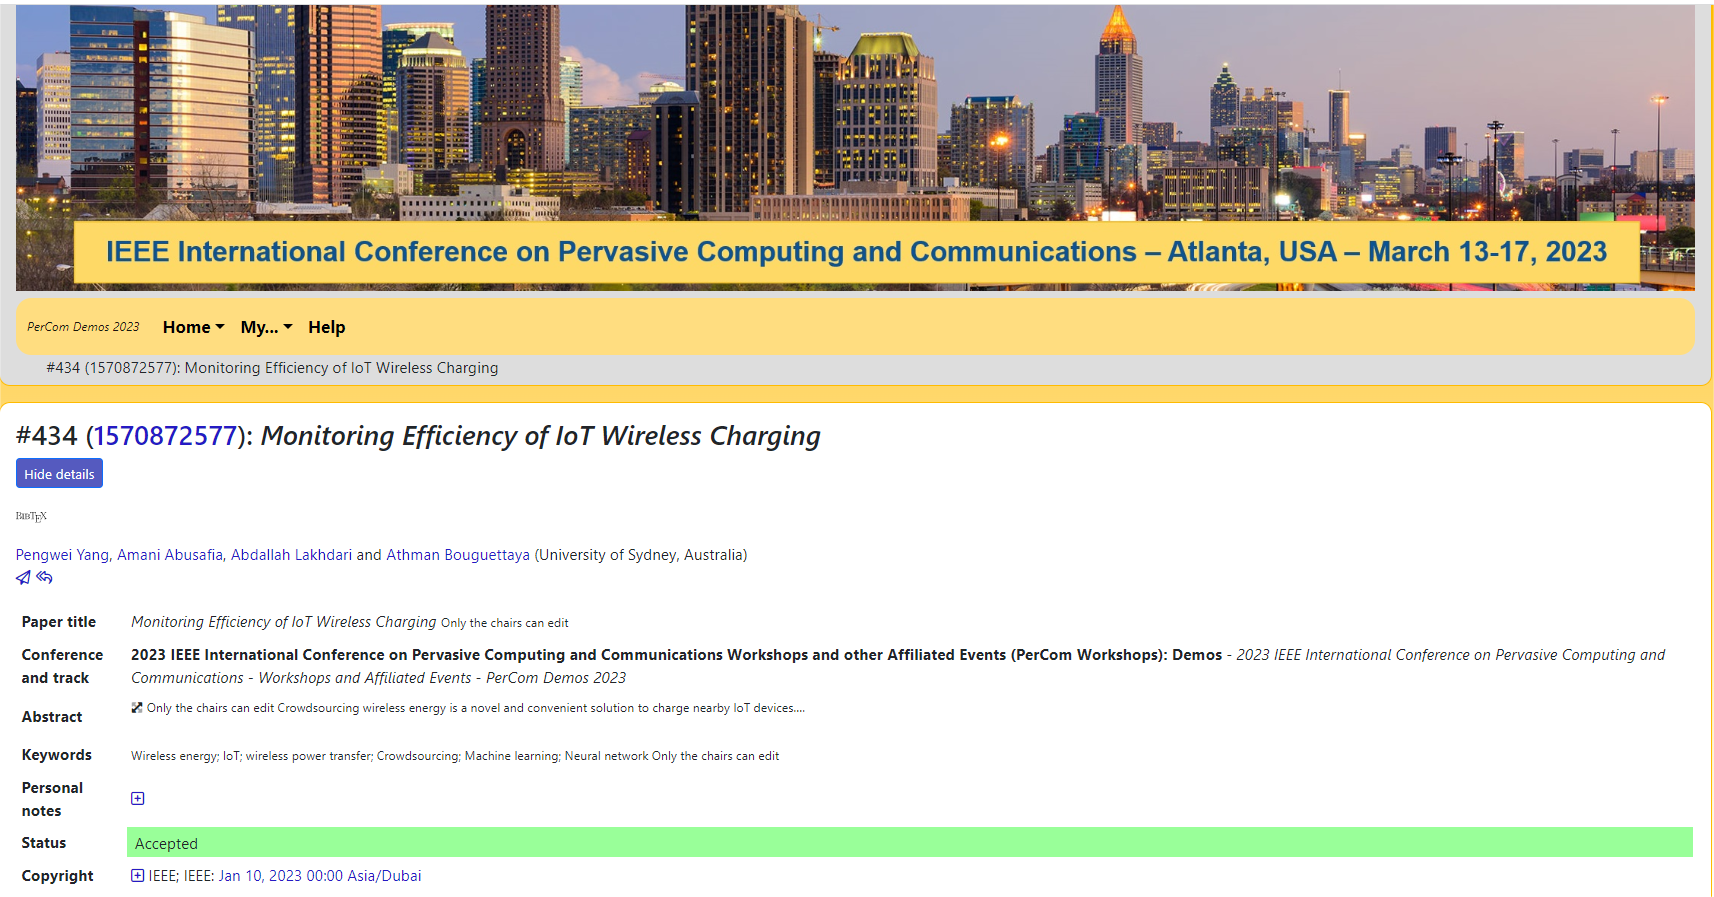 IEEE International Conference on Pervasive Computing and Communications – Atlanta, USA – March 13-17, 2023
PerCom Demos 2023 Home My... Help
#434 (1570872577): Monitoring Efficiency of IoT Wireless Charging
#434 (1570872577): Monitoring Efficiency of IoT Wireless Charging
Hide details
BIBTEX
Pengwei Yang, Amani Abusafia, Abdallah Lakhdari and Athman Bouguettaya (University of Sydney, Australia)
Paper title Monitoring Efficiency of IoT Wireless Charging Only the chairs can edit
Conference and track 2023 IEEE International Conference on Pervasive Computing and Communications Workshops and other Affiliated Events (PerCom Workshops): Demos - 2023 IEEE International Conference on Pervasive Computing and
Communications - Workshops and Affiliated Events - PerCom Demos 2023
Abstract Only the chairs can edit Crowdsourcing wireless energy is a novel and convenient solution to charge nearby IoT devices....
Keywords Wireless energy; IoT; wireless power transfer; Crowdsourcing; Machine learning; Neural network Only the chairs can edit
Personal
notes
Status Accepted
Copyright IEEE; IEEE: Jan 10, 2023 00:00 Asia/Dubai